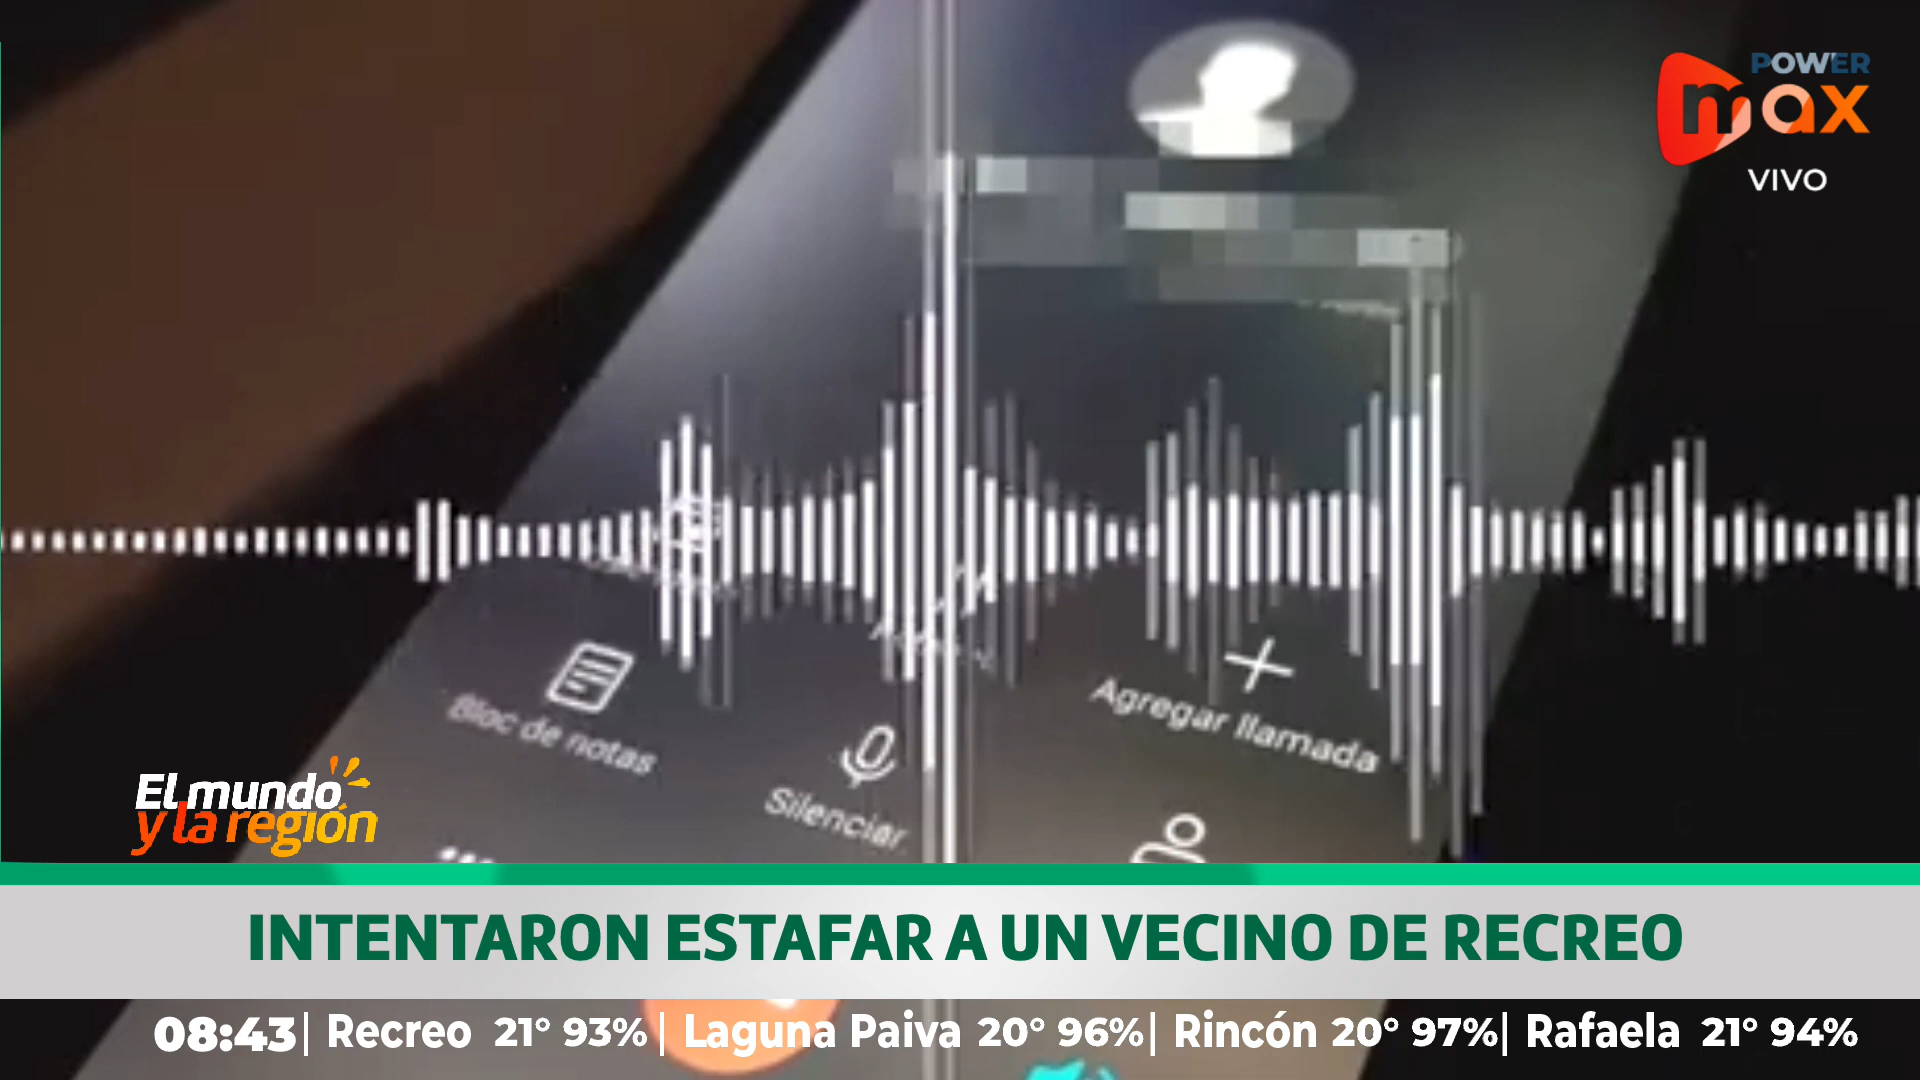 POWER
max
VIVO
Bloc de notas
Silenciar
Agregar llamada
El mundo
y la región
INTENTARON ESTAFAR A UN VECINO DE RECREO
08:43| Recreo 21° 93% | Laguna Paiva 20° 96% | Rincón 20° 97% | Rafaela 21° 94%